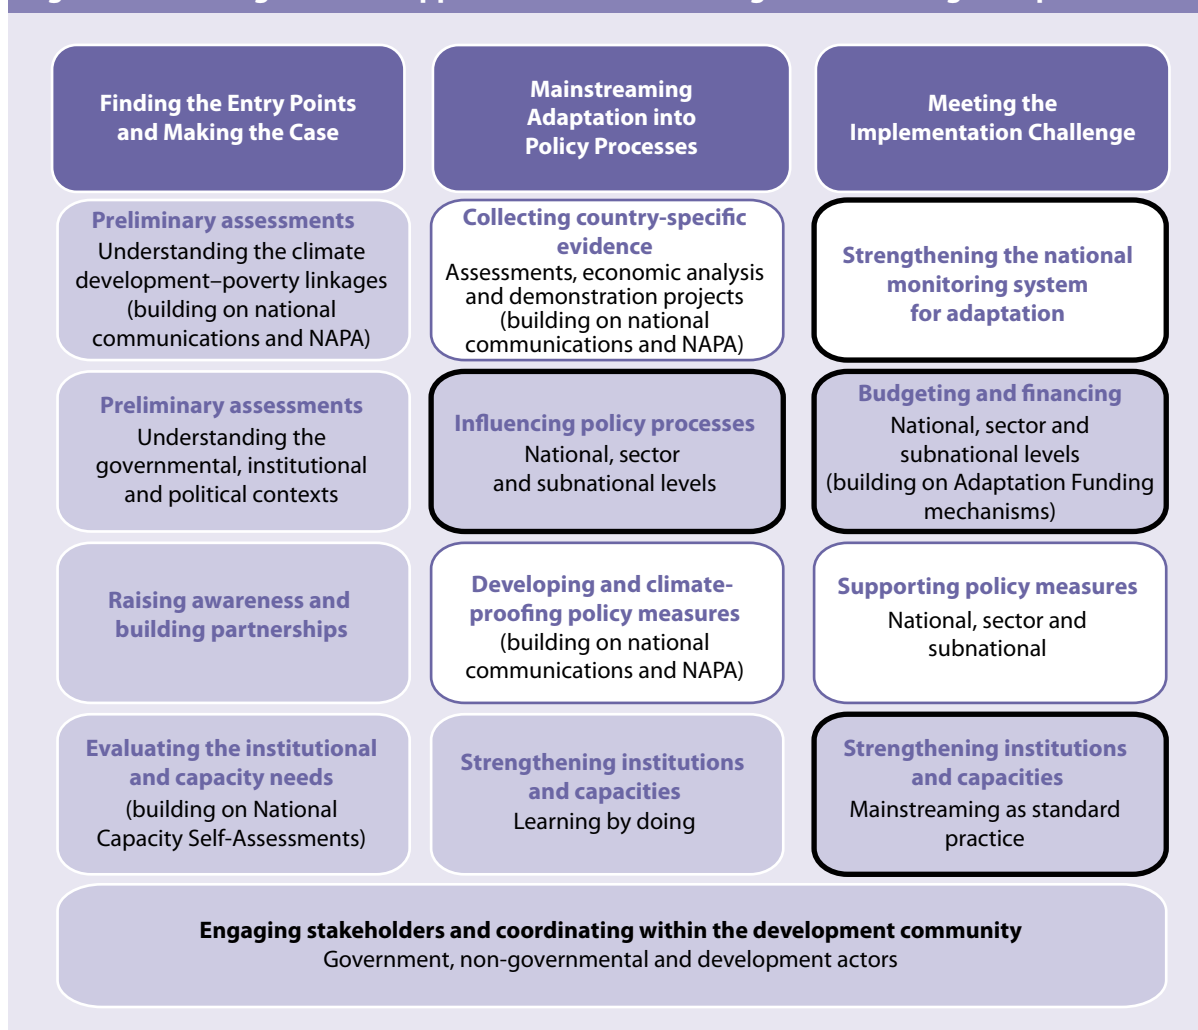 Finding the Entry Points
and Making the Case
Mainstreaming
Adaptation into
Policy Processes
Meeting the
Implementation Challenge
Preliminary assessments
Understanding the climate
development–poverty linkages
(building on national
communications and NAPA)
Collecting country-specific
evidence
Assessments, economic analysis
and demonstration projects
(building on national
communications and NAPA)
Strengthening the national
monitoring system
for adaptation
Preliminary assessments
Understanding the
governmental, institutional
and political contexts
Influencing policy processes
National, sector
and subnational levels
Budgeting and financing
National, sector and
subnational levels
(building on Adaptation Funding
mechanisms)
Raising awareness and
building partnerships
Developing and climate-
proofing policy measures
(building on national
communications and NAPA)
Supporting policy measures
National, sector and
subnational
Evaluating the institutional
and capacity needs
(building on National
Capacity Self-Assessments)
Strengthening institutions
and capacities
Learning by doing
Strengthening institutions
and capacities
Mainstreaming as standard
practice
Engaging stakeholders and coordinating within the development community
Government, non-governmental and development actors